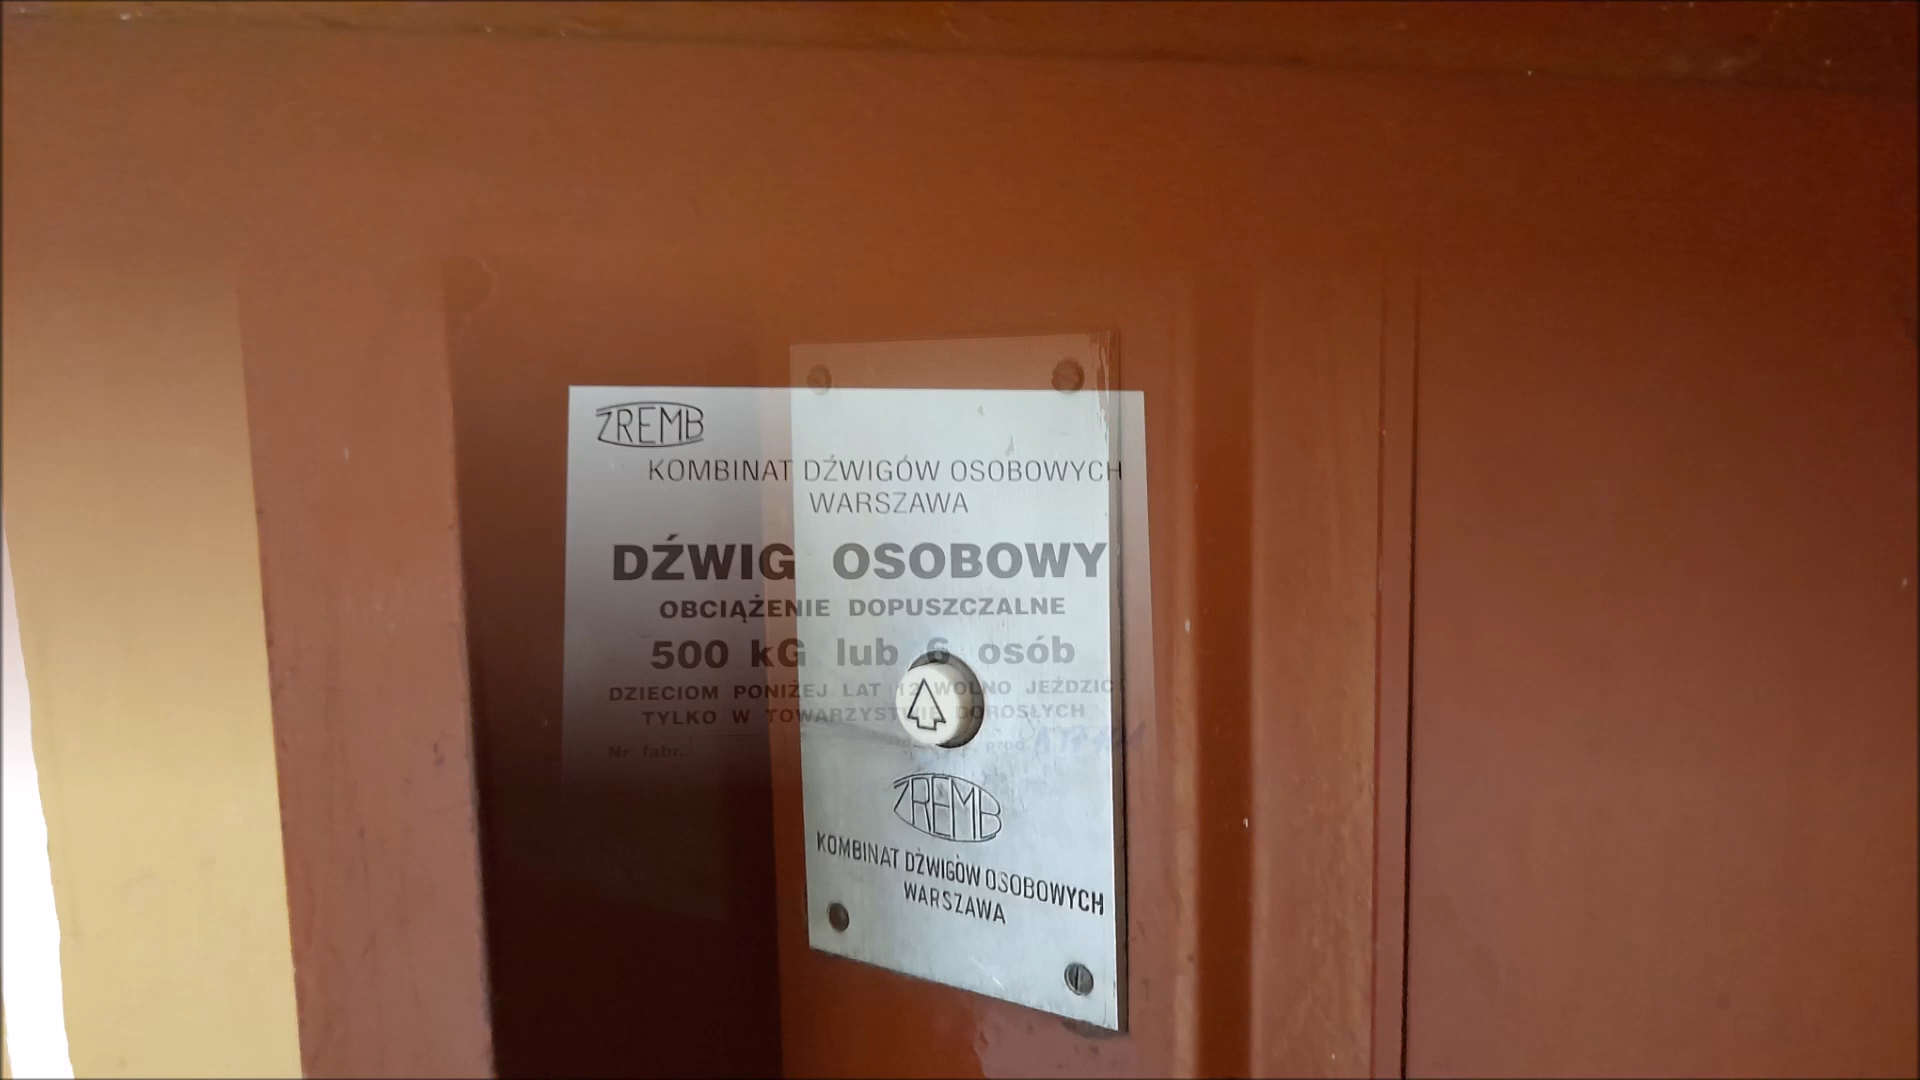 ZREMB
KOMBINAT DŹWIGÓW OSOBOWYCH
WARSZAWA
DŹWIG OSOBOWY
OBCIĄŻENIE DOPUSZCZALNE
500 kG lub 6 osób
DZIECIOM PONIŻEJ LAT 12 WOLNO JEŹDZIĆ
TYLKO W TOWARZYSTWIE DOROSŁYCH
Nr fabr. prod.
ZREMB
KOMBINAT DŹWIGÓW OSOBOWYCH
WARSZAWA